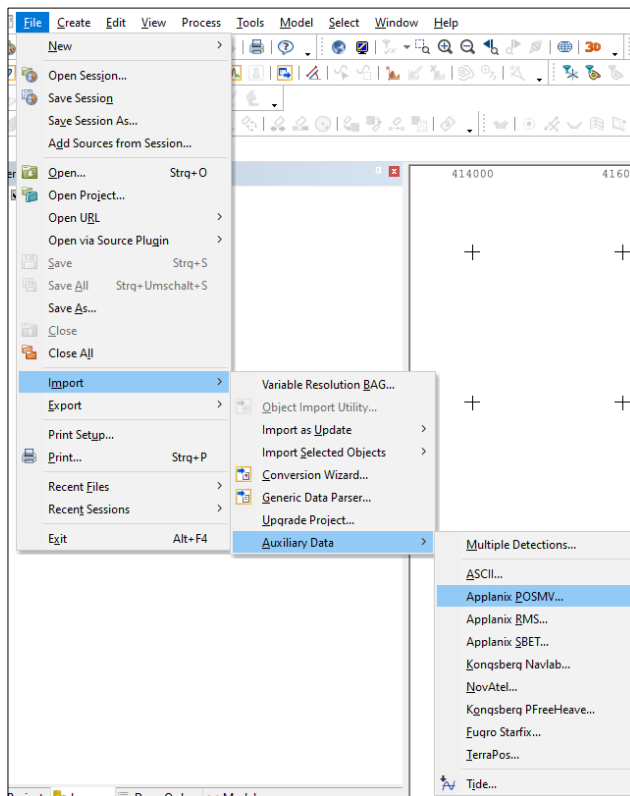 File Create Edit View Process Tools Model Select Window Help
New
Open Session...
Save Session
Save Session As...
Add Sources from Session...
Open... Strg+O
Open Project...
Open URL
Open via Source Plugin
Save Strg+S
Save All Strg+Umschalt+S
Save As...
Close
Close All
Import
Export
Print Setup...
Print... Strg+P
Recent Files
Recent Sessions
Exit Alt+F4
3D
414000 4160
Variable Resolution BAG...
Object Import Utility...
Import as Update
Import Selected Objects
Conversion Wizard...
Generic Data Parser...
Upgrade Project...
Auxiliary Data
Multiple Detections...
ASCII...
Applanix POSMV...
Applanix RMS...
Applanix SBET...
Kongsberg Navlab...
NovAtel...
Kongsberg PFreeHeave...
Fugro Starfix...
TerraPos...
Tide...